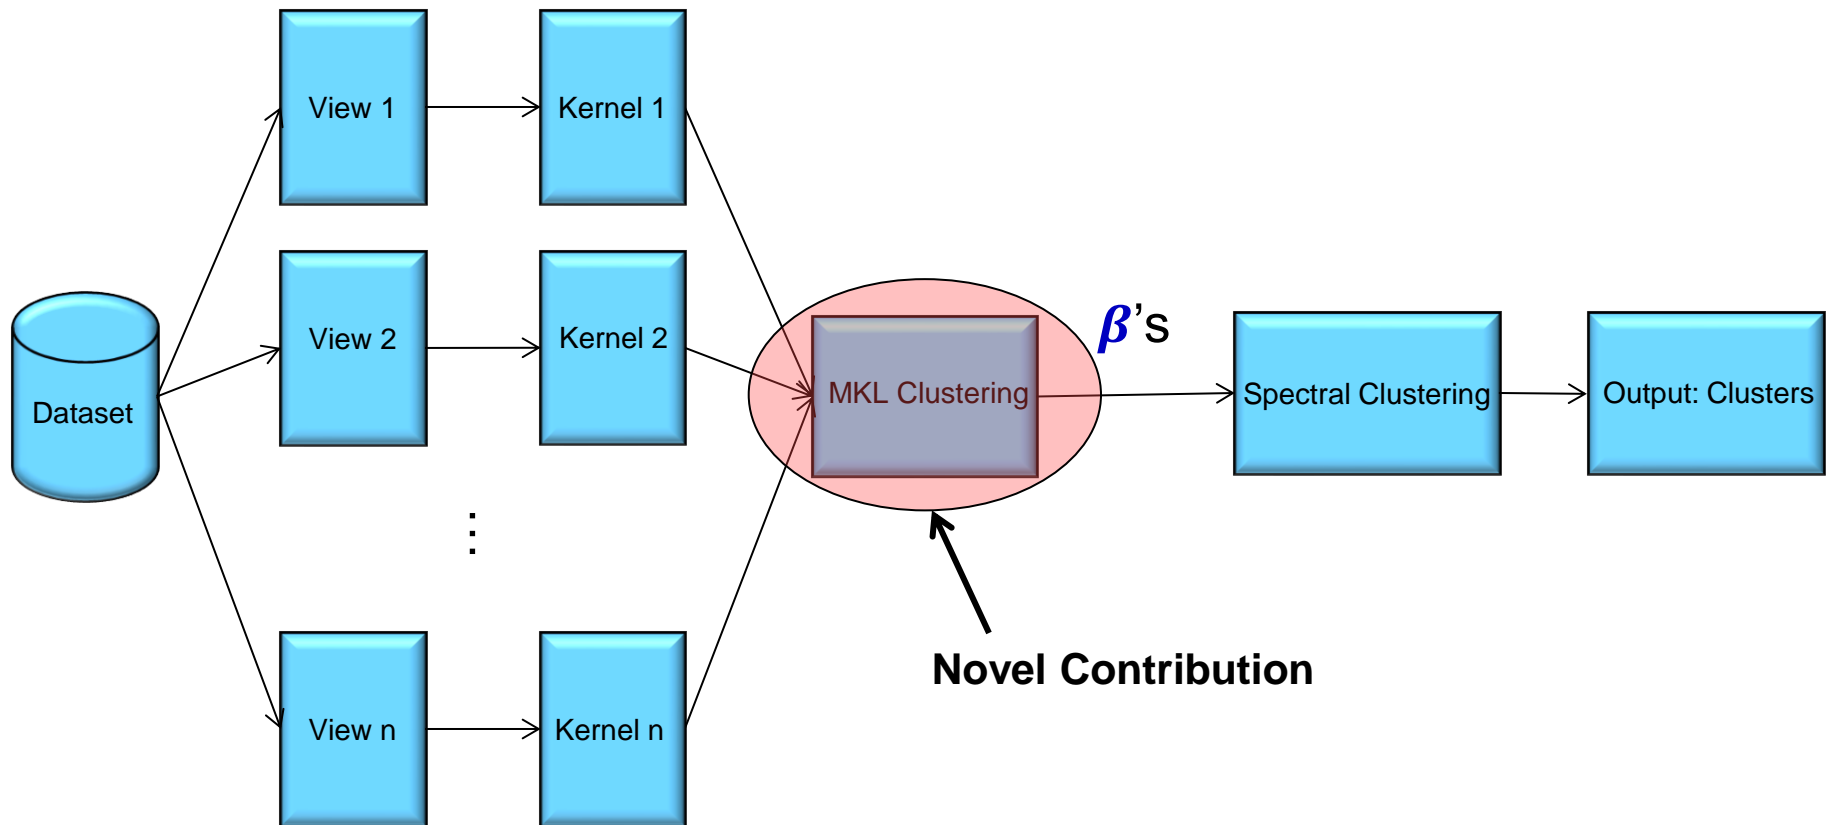 View 1
Kernel 1
View 2
Kernel 2
β's
Dataset
MKL Clustering
Spectral Clustering
Output: Clusters
⋮
Novel Contribution
View n
Kernel n